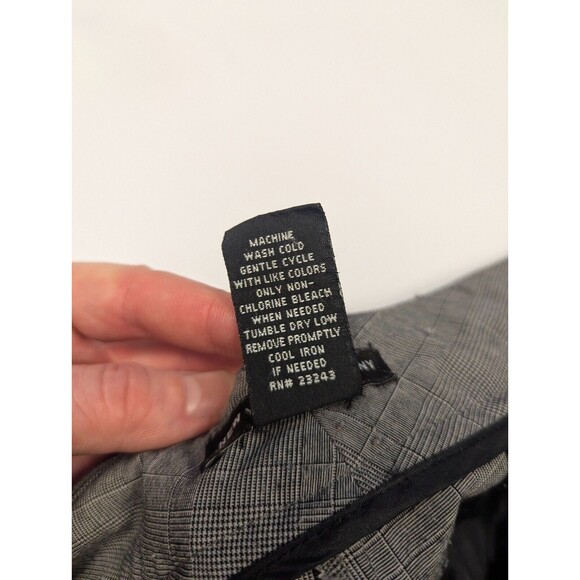 MACHINE
WASH COLD
GENTLE CYCLE
WITH LIKE COLORS
ONLY NON-
CHLORINE BLEACH
WHEN NEEDED
TUMBLE DRY LOW
REMOVE PROMPTLY
COOL IRON
IF NEEDED
RN# 23243
NY